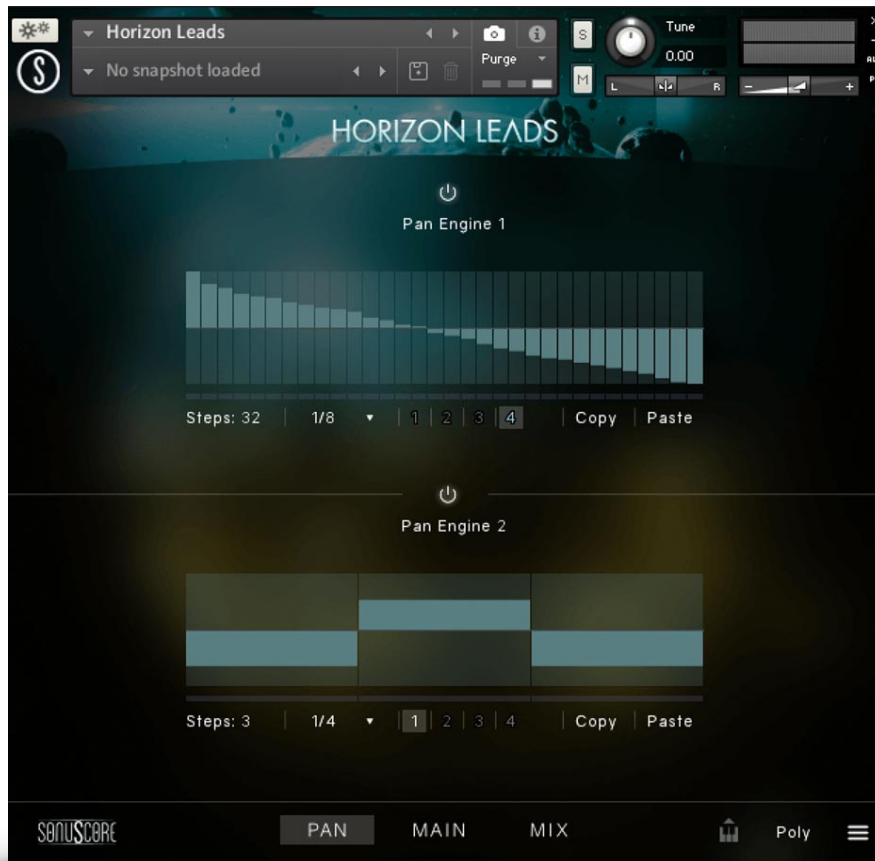 Horizon Leads
S
Tune
0.00
No snapshot loaded
Purge
M
L
R
HORIZON LEADS
Pan Engine 1
Steps: 32 1/8 1 2 3 4 Copy Paste
Pan Engine 2
Steps: 3 1/4 1 2 3 4 Copy Paste
SONUSCORE PAN MAIN MIX Poly